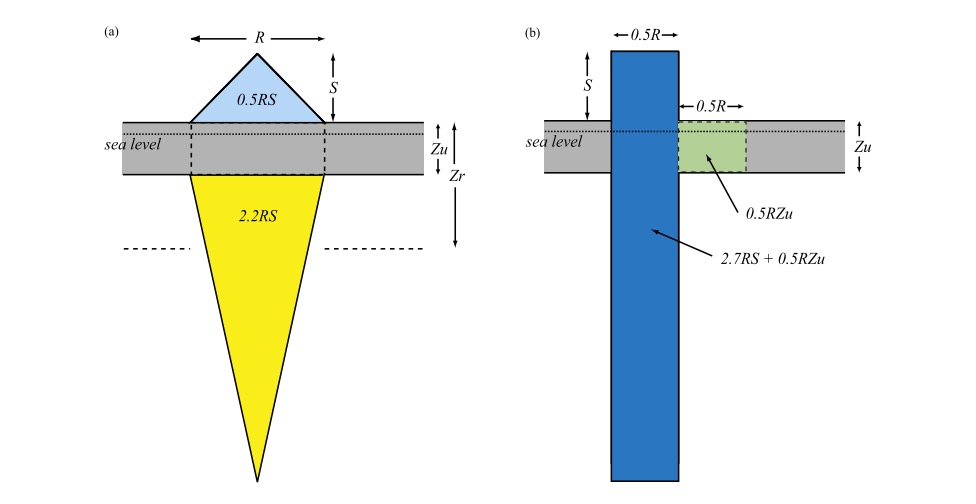 (a)
R
S
0.5RS
sea level
Zu
Zr
2.2RS
(b)
0.5R
S
0.5R
sea level
Zu
0.5RZu
2.7RS + 0.5RZu